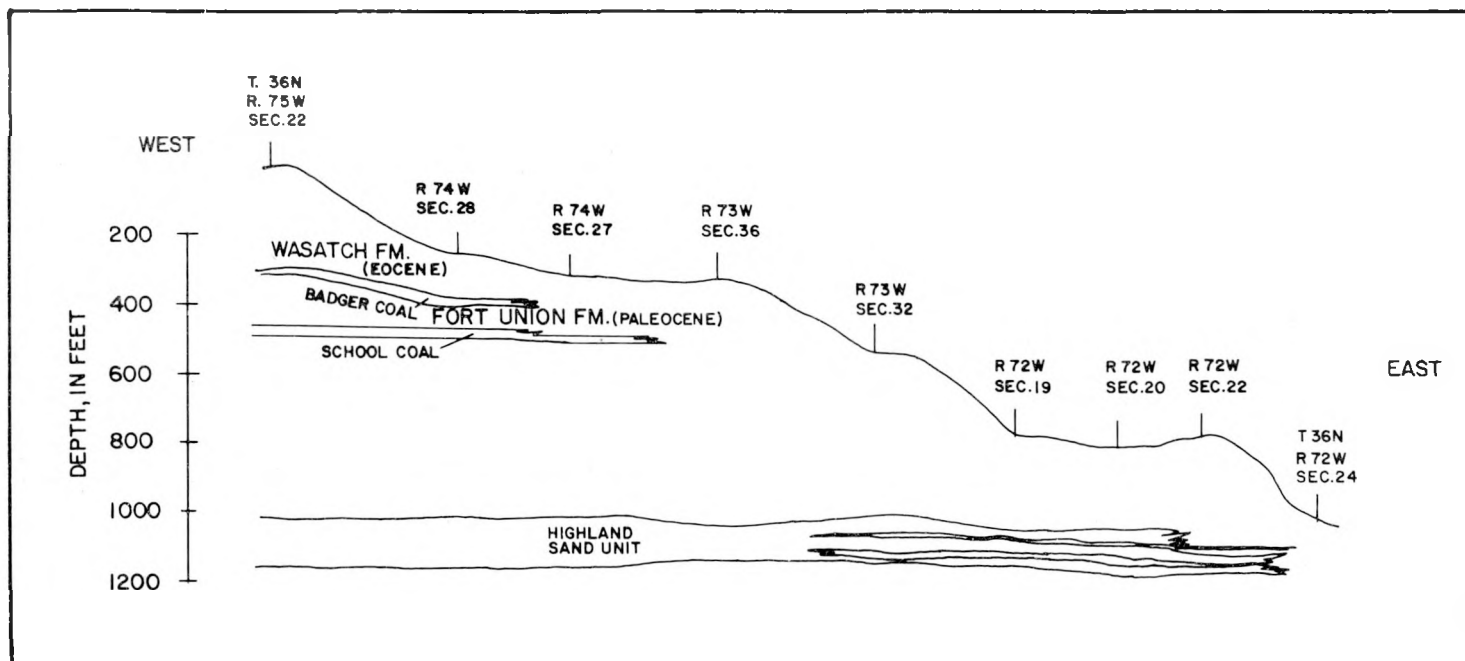 T. 36N
R. 75W
SEC.22
WEST
R 74W
SEC.28
R 74W
SEC.27
R 73W
SEC.36
R 73W
SEC.32
R 72W
SEC.19
R 72W
SEC.20
R 72W
SEC.22
T 36N
R 72W
SEC.24
EAST
DEPTH, IN FEET
200
400
600
800
1000
1200
WASATCH FM.
(EOCENE)
BADGER COAL
FORT UNION FM. (PALEOCENE)
SCHOOL COAL
HIGHLAND
SAND UNIT